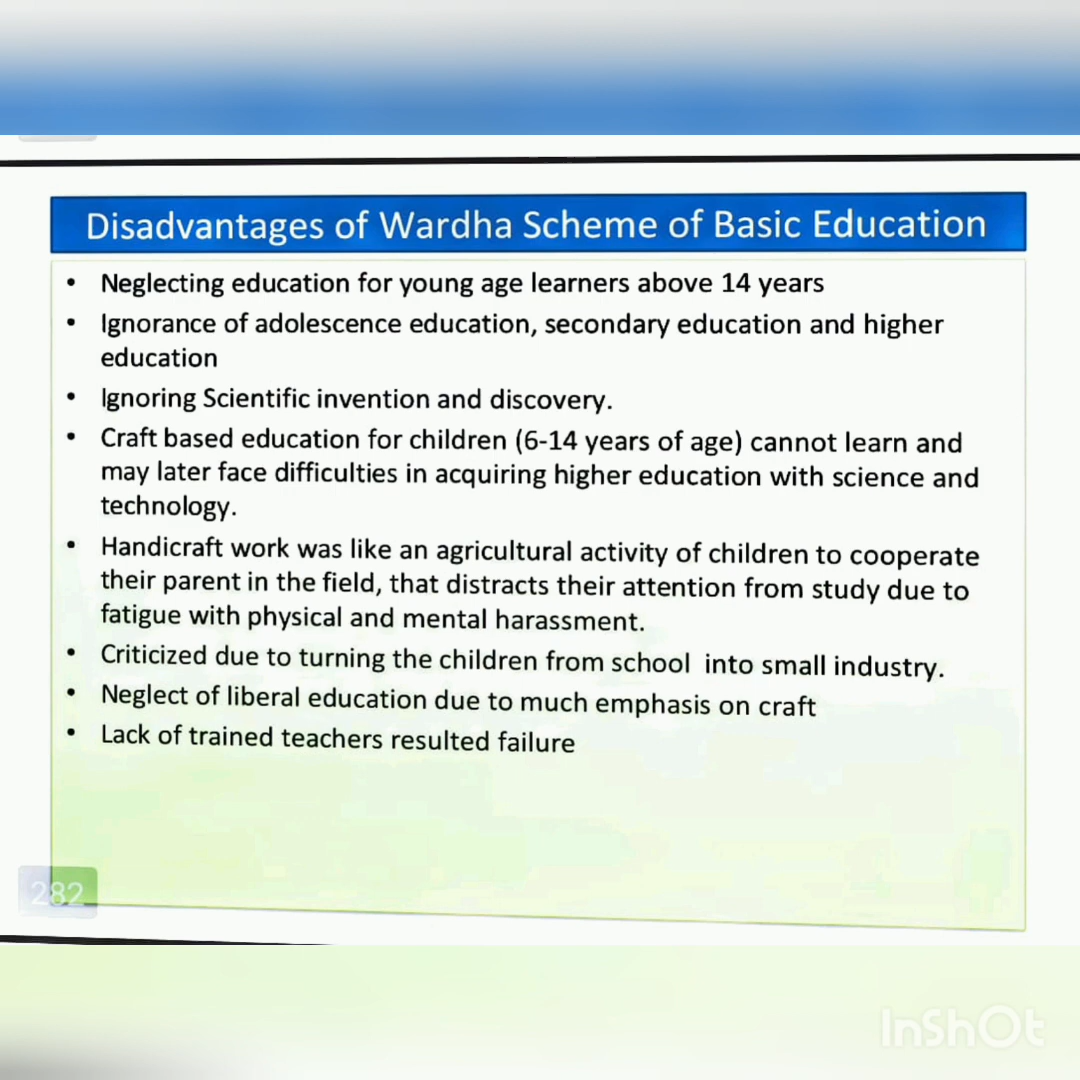 Disadvantages of Wardha Scheme of Basic Education
• Neglecting education for young age learners above 14 years
• Ignorance of adolescence education, secondary education and higher
education
• Ignoring Scientific invention and discovery.
• Craft based education for children (6-14 years of age) cannot learn and
may later face difficulties in acquiring higher education with science and
technology.
• Handicraft work was like an agricultural activity of children to cooperate
their parent in the field, that distracts their attention from study due to
fatigue with physical and mental harassment.
• Criticized due to turning the children from school into small industry.
• Neglect of liberal education due to much emphasis on craft
• Lack of trained teachers resulted failure
282
InShOt